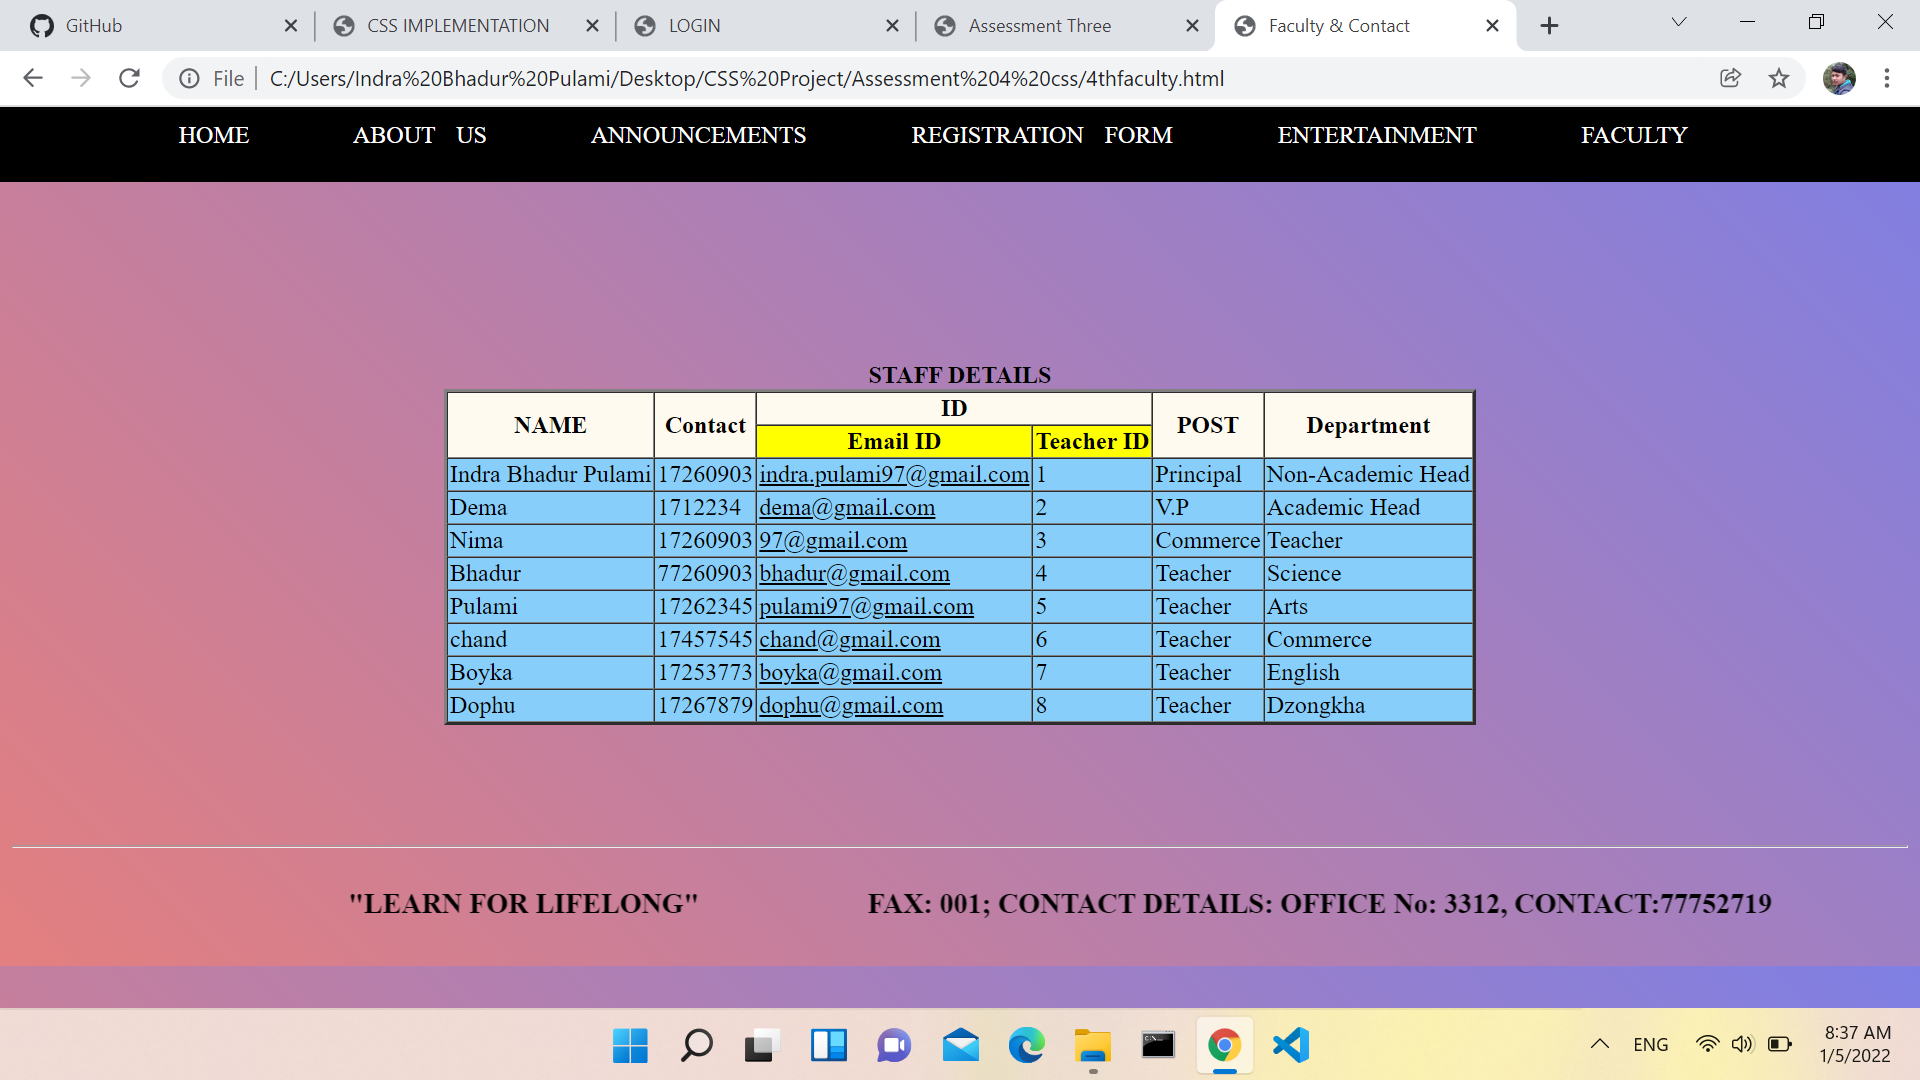 GitHub CSS IMPLEMENTATION LOGIN Assessment Three Faculty & Contact
File C:/Users/Indra%20Bhadur%20Pulami/Desktop/CSS%20Project/Assessment%204%20css/4thfaculty.html
HOME ABOUT US ANNOUNCEMENTS REGISTRATION FORM ENTERTAINMENT FACULTY
STAFF DETAILS
NAME Contact ID POST Department
Email ID Teacher ID
Indra Bhadur Pulami 17260903 indra.pulami97@gmail.com 1 Principal Non-Academic Head
Dema 1712234 dema@gmail.com 2 V.P Academic Head
Nima 17260903 97@gmail.com 3 Commerce Teacher
Bhadur 77260903 bhadur@gmail.com 4 Teacher Science
Pulami 17262345 pulami97@gmail.com 5 Teacher Arts
chand 17457545 chand@gmail.com 6 Teacher Commerce
Boyka 17253773 boyka@gmail.com 7 Teacher English
Dophu 17267879 dophu@gmail.com 8 Teacher Dzongkha
"LEARN FOR LIFELONG" FAX: 001; CONTACT DETAILS: OFFICE No: 3312, CONTACT:77752719
ENG 8:37 AM
1/5/2022